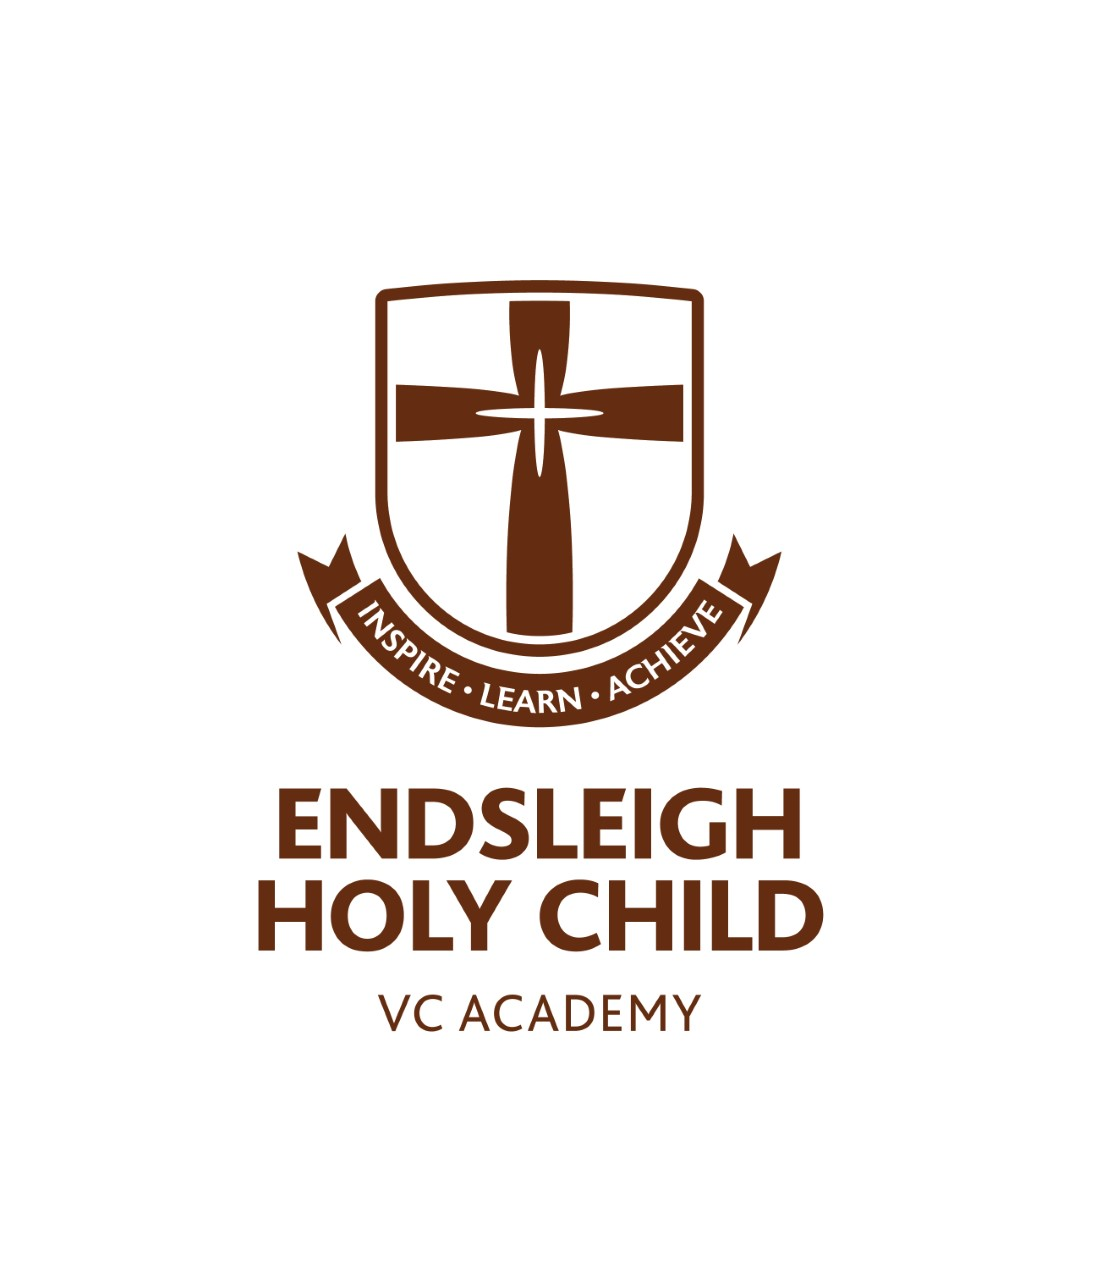 INSPIRE • LEARN • ACHIEVE
ENDSLEIGH
HOLY CHILD
VC ACADEMY